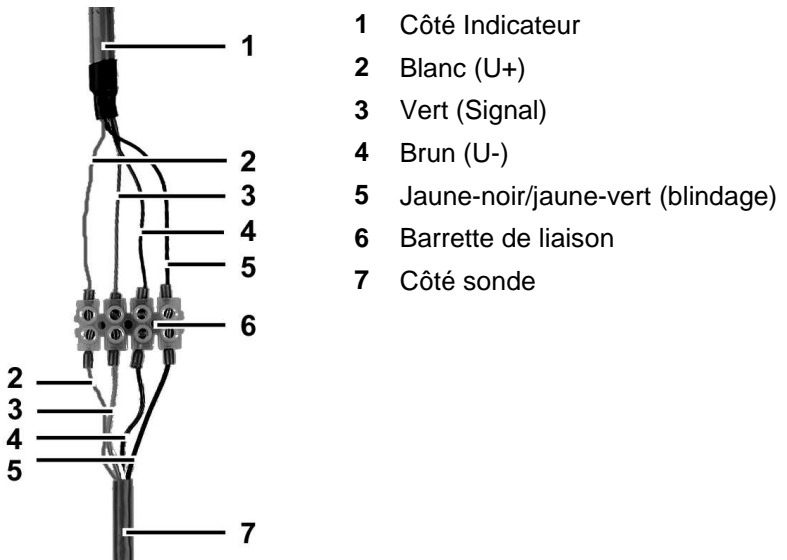 1
2
3
4
5
6
2
3
4
5
7
1 Côté Indicateur
2 Blanc (U+)
3 Vert (Signal)
4 Brun (U-)
5 Jaune-noir/jaune-vert (blindage)
6 Barrette de liaison
7 Côté sonde